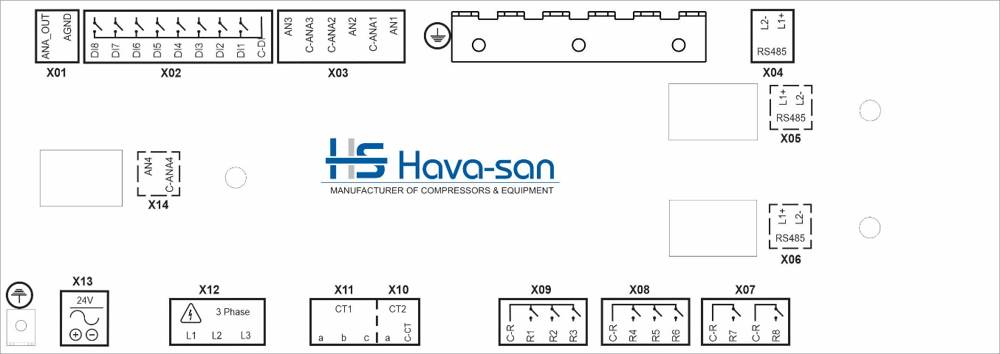 ANA_OUT
AGND
X01
DI8
DI7
DI6
DI5
DI4
DI3
DI2
DI1
C-DI
X02
AN3
C-ANA3
C-ANA2
AN2
C-ANA1
AN1
X03
L2-
L1+
RS485
X04
L1+
L2-
RS485
X05
AN4
C-ANA4
X14
HS Hava-san
MANUFACTURER OF COMPRESSORS & EQUIPMENT
L1+
L2-
RS485
X06
X13
24V
X12
3 Phase
L1 L2 L3
X11
CT1
a b c
X10
CT2
a
C-CT
X09
C-R
R1
R2
R3
X08
C-R
R4
R5
R6
X07
C-R
R7
C-R
R8